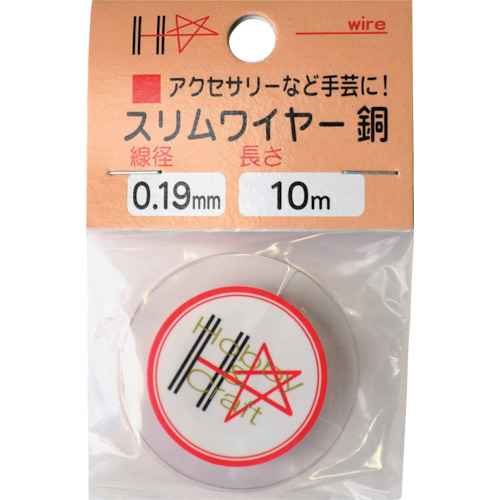 wire
アクセサリーなど手芸に!
スリムワイヤー 銅
線径 長さ
0.19mm 10m
Hobby
&
Craft